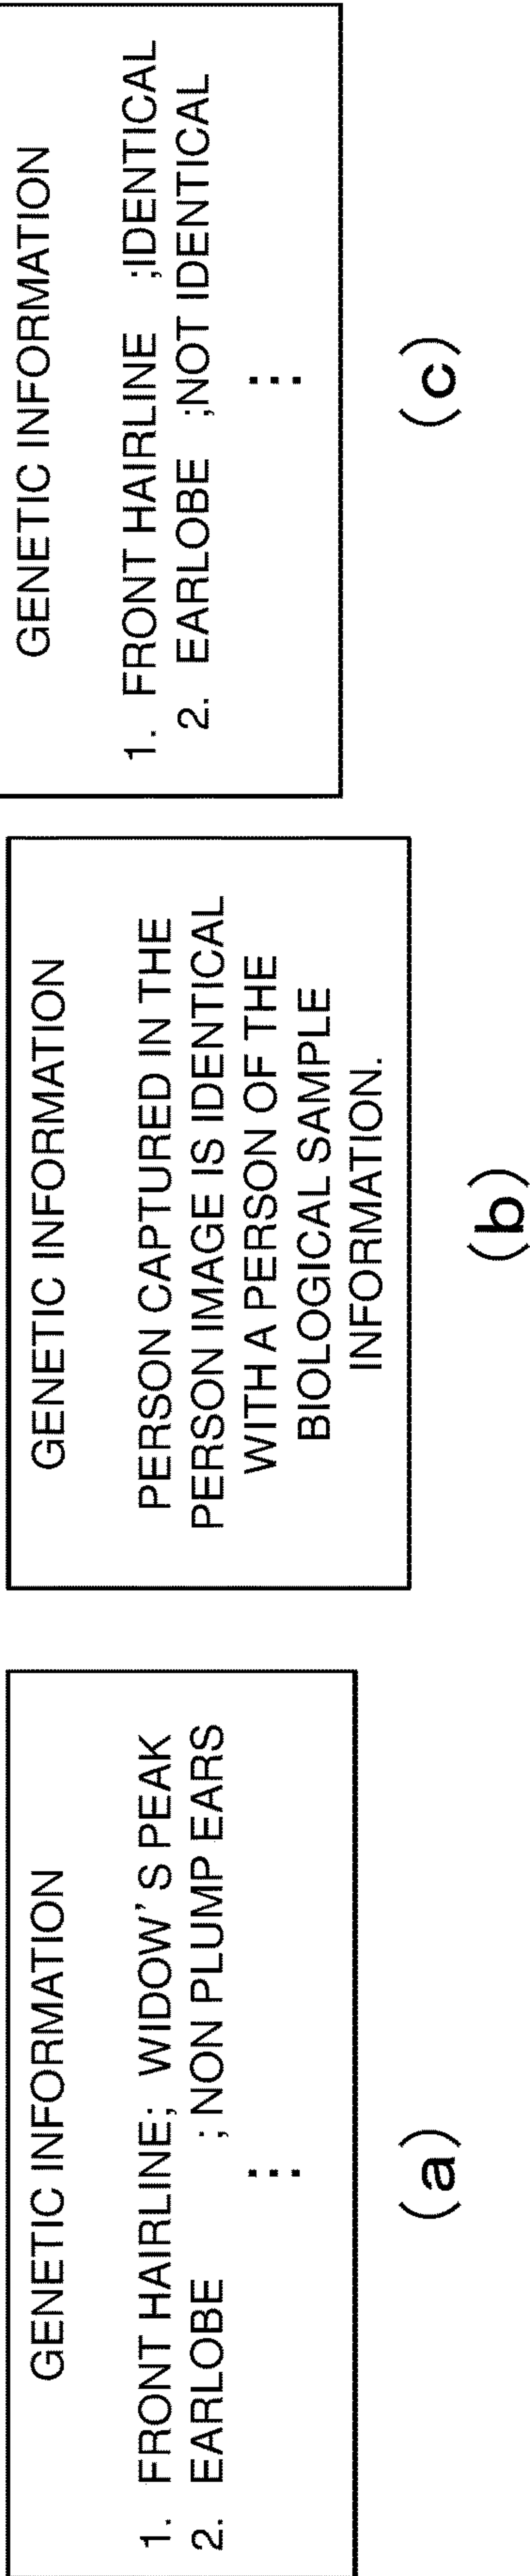 GENETIC INFORMATION
1. FRONT HAIRLINE; WIDOW' S PEAK
2. EARLOBE ; NON PLUMP EARS
⋮
(a)
GENETIC INFORMATION
PERSON CAPTURED IN THE
PERSON IMAGE IS IDENTICAL
WITH A PERSON OF THE
BIOLOGICAL SAMPLE
INFORMATION.
(b)
GENETIC INFORMATION
1. FRONT HAIRLINE ;IDENTICAL
2. EARLOBE ;NOT IDENTICAL
⋮
(c)